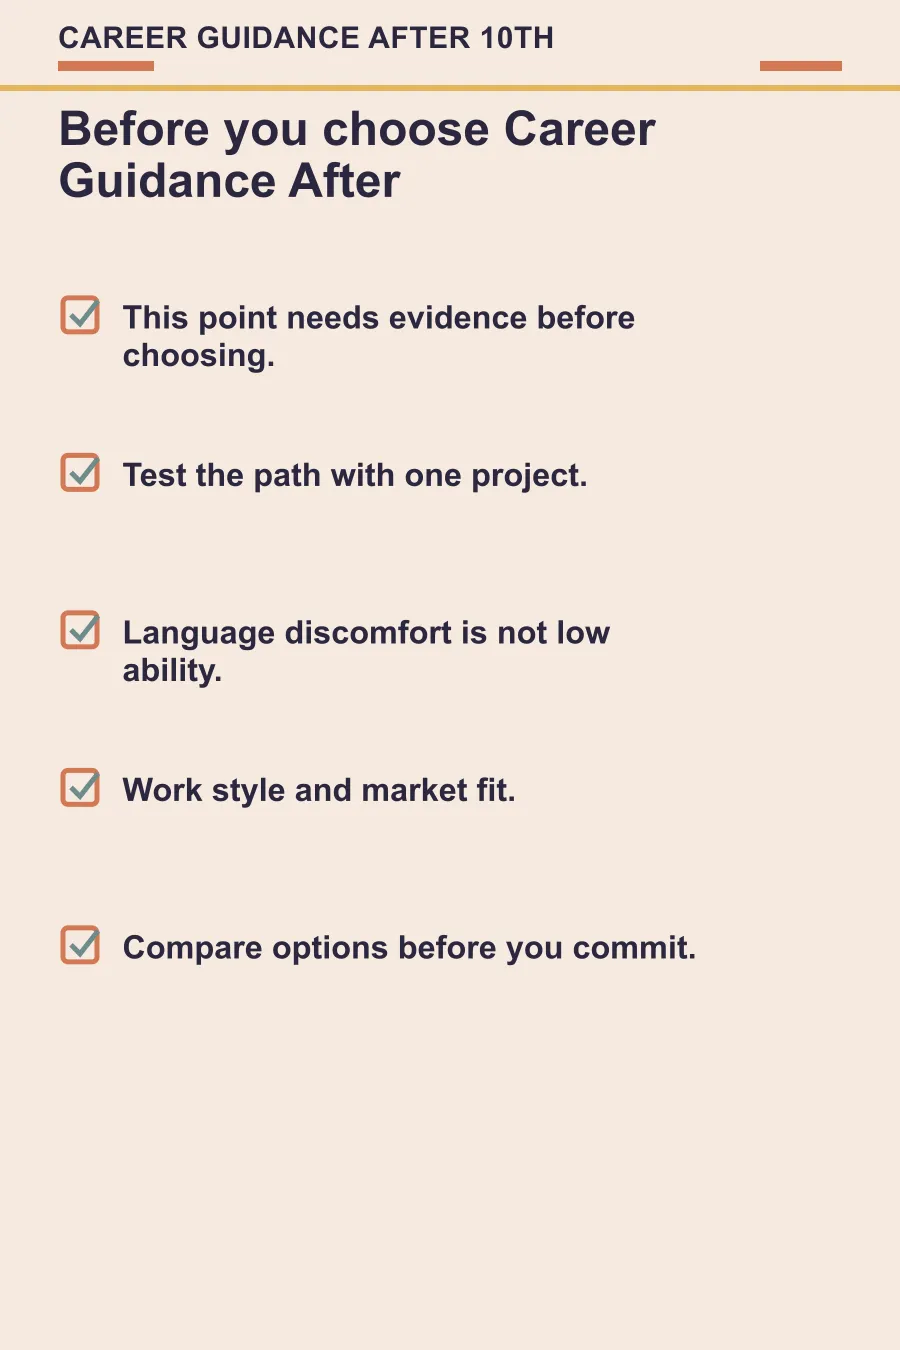 CAREER GUIDANCE AFTER 10TH
Before you choose Career
Guidance After
This point needs evidence before
choosing.
Test the path with one project.
Language discomfort is not low
ability.
Work style and market fit.
Compare options before you commit.